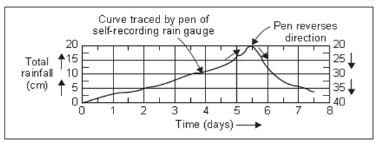 Curve traced by pen of
self-recording rain gauge
Pen reverses
direction
Total
rainfall
(cm)
20
15
10
5
0
20
25
30
35
40
0 1 2 3 4 5 6 7 8
Time (days)